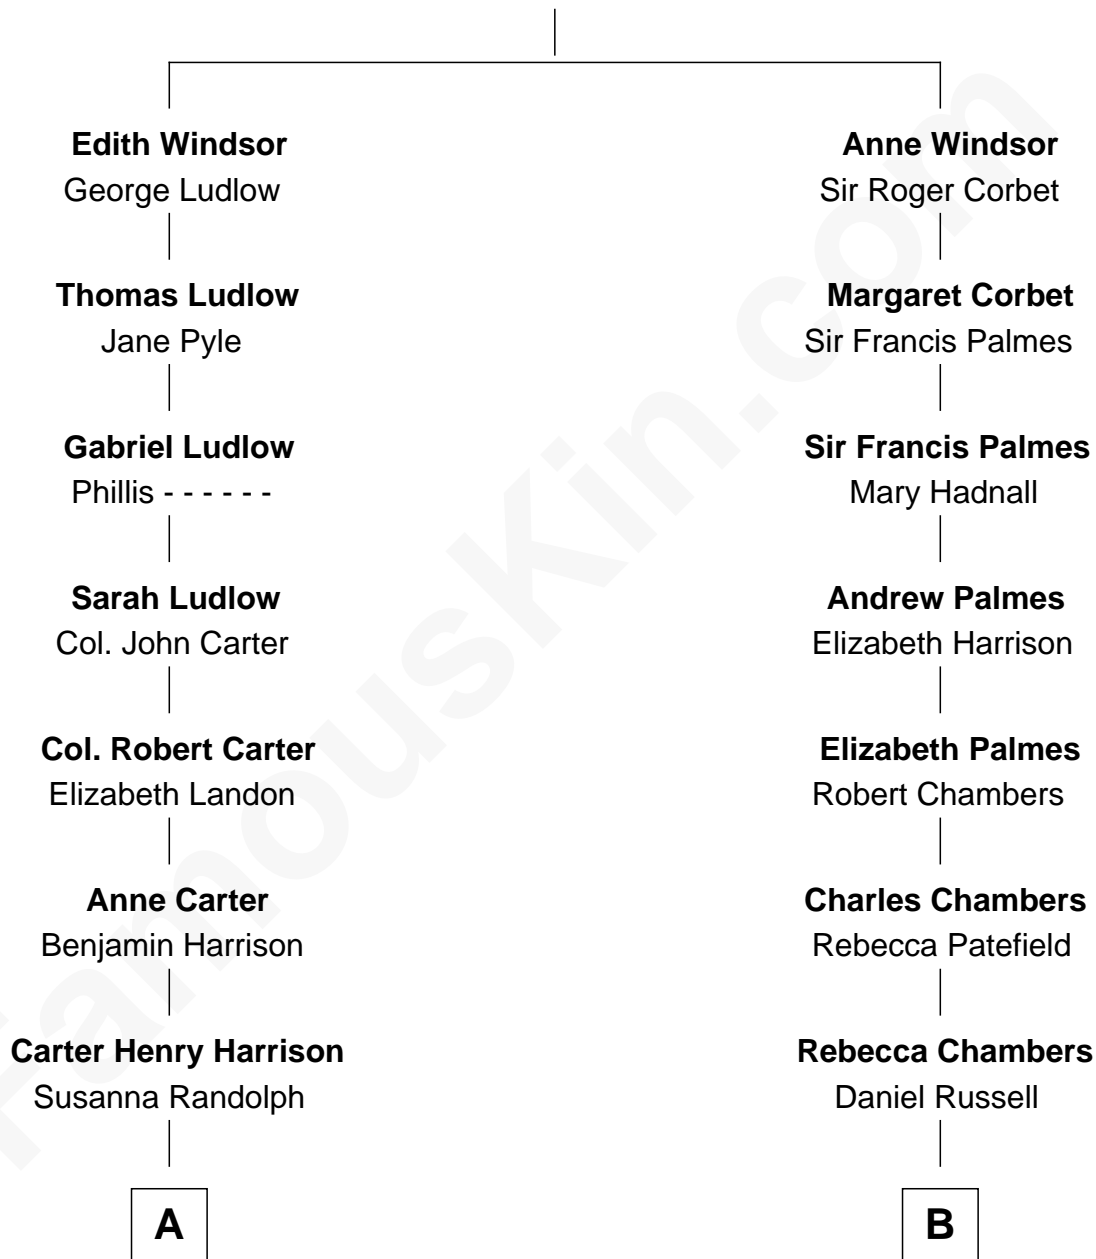 Edith Windsor
George Ludlow
Anne Windsor
Sir Roger Corbet
Thomas Ludlow
Jane Pyle
Margaret Corbet
Sir Francis Palmes
Gabriel Ludlow
Phillis - - - - - -
Sir Francis Palmes
Mary Hadnall
Sarah Ludlow
Col. John Carter
Andrew Palmes
Elizabeth Harrison
Col. Robert Carter
Elizabeth Landon
Elizabeth Palmes
Robert Chambers
Anne Carter
Benjamin Harrison
Charles Chambers
Rebecca Patefield
Carter Henry Harrison
Susanna Randolph
Rebecca Chambers
Daniel Russell
A
B
FamousKin.com